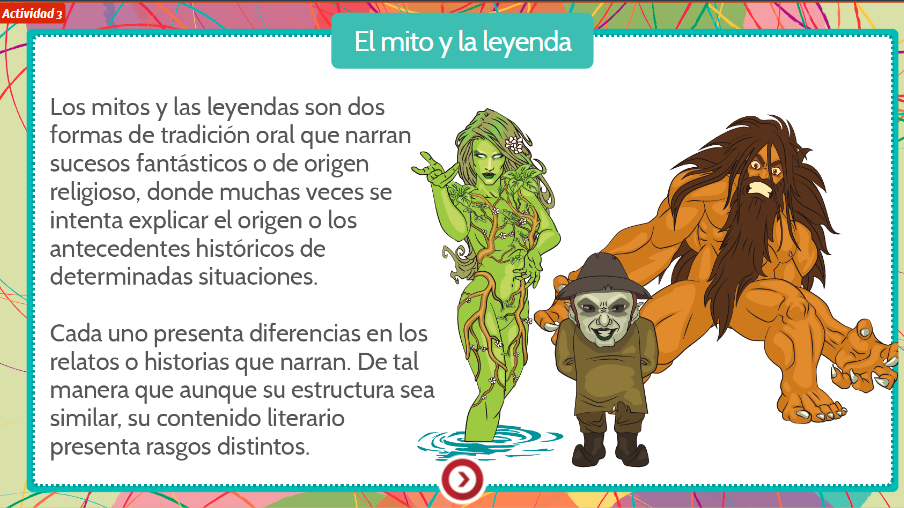 Actividad 3
El mito y la leyenda
Los mitos y las leyendas son dos
formas de tradición oral que narran
sucesos fantásticos o de origen
religioso, donde muchas veces se
intenta explicar el origen o los
antecedentes históricos de
determinadas situaciones.
Cada uno presenta diferencias en los
relatos o historias que narran. De tal
manera que aunque su estructura sea
similar, su contenido literario
presenta rasgos distintos.